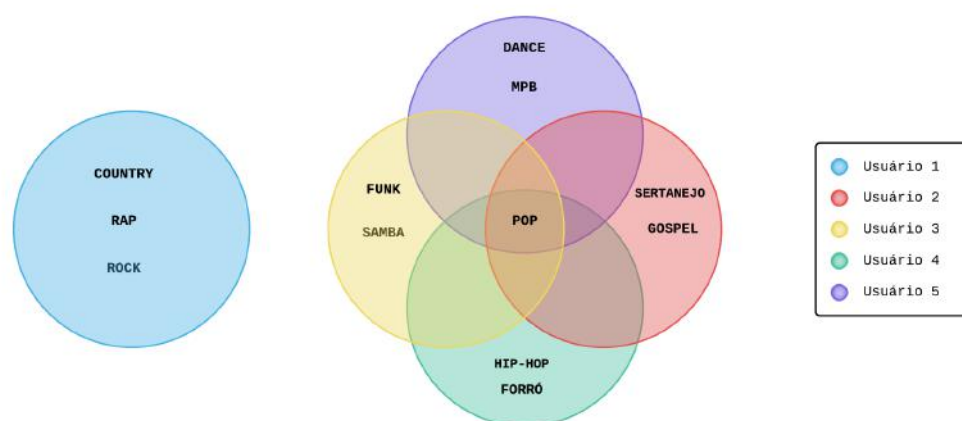 COUNTRY
RAP
ROCK
DANCE
MPB
FUNK
SAMBA
POP
SERTANEJO
GOSPEL
HIP-HOP
FORRÓ
Usuário 1
Usuário 2
Usuário 3
Usuário 4
Usuário 5